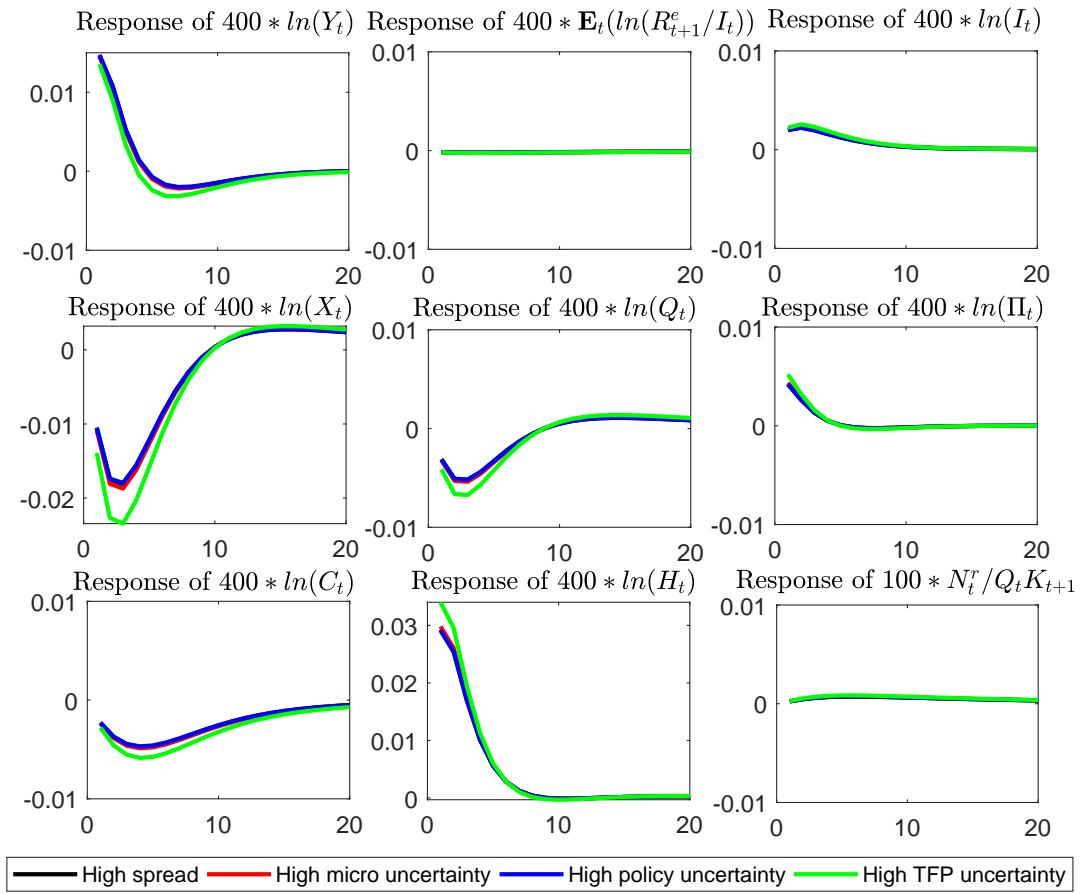 Response of 400 ∗ ln(Y_t)
Response of 400 ∗ E_t(ln(R^e_{t+1}/I_t))
Response of 400 ∗ ln(I_t)
0.01
0
-0.01
0 10 20
0.01
0
-0.01
0 10 20
0.01
0
-0.01
0 10 20
Response of 400 ∗ ln(X_t)
Response of 400 ∗ ln(Q_t)
Response of 400 ∗ ln(Π_t)
0
-0.01
-0.02
0 10 20
0.01
0
-0.01
0 10 20
0.01
0
-0.01
0 10 20
Response of 400 ∗ ln(C_t)
Response of 400 ∗ ln(H_t)
Response of 100 ∗ N^r_t/Q_tK_{t+1}
0.01
0
-0.01
0 10 20
0.03
0.02
0.01
0
0 10 20
0.01
0
-0.01
0 10 20
High spread
High micro uncertainty
High policy uncertainty
High TFP uncertainty